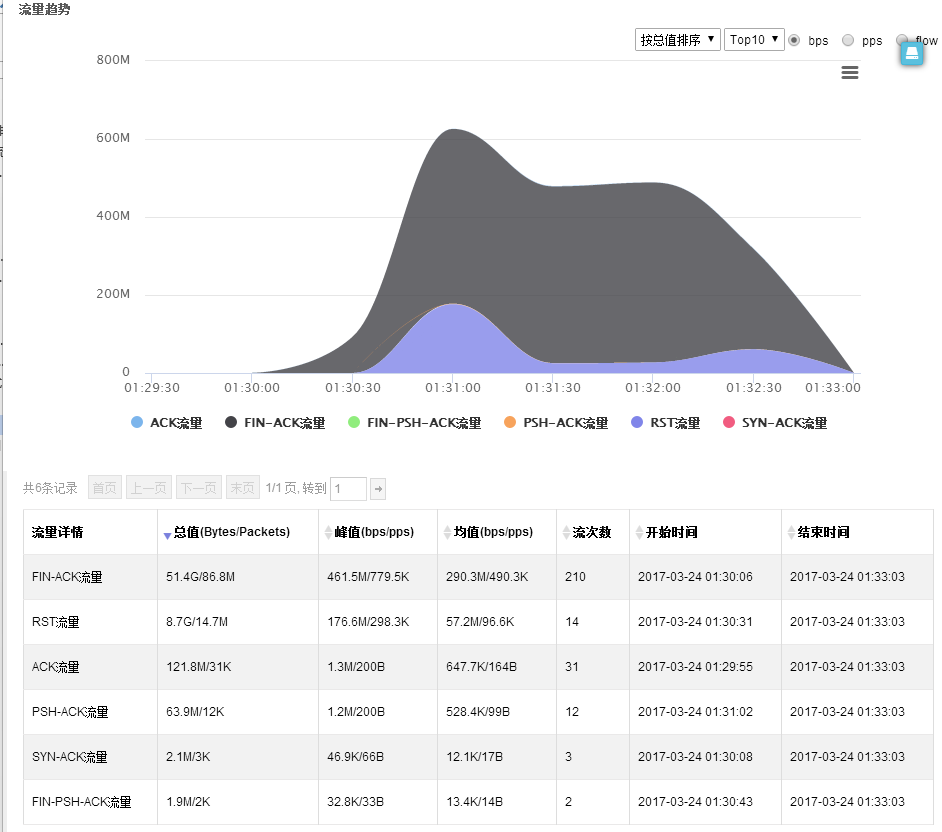 流量趋势
按总值排序 Top10 bps pps flow
800M
600M
400M
200M
0
01:29:30 01:30:00 01:30:30 01:31:00 01:31:30 01:32:00 01:32:30 01:33:00
ACK流量 FIN-ACK流量 FIN-PSH-ACK流量 PSH-ACK流量 RST流量 SYN-ACK流量
共6条记录 首页 上一页 下一页 末页 1/1 页, 转到 1
流量详情 总值(Bytes/Packets) 峰值(bps/pps) 均值(bps/pps) 流次数 开始时间 结束时间
FIN-ACK流量 51.4G/86.8M 461.5M/779.5K 290.3M/490.3K 210 2017-03-24 01:30:06 2017-03-24 01:33:03
RST流量 8.7G/14.7M 176.6M/298.3K 57.2M/96.6K 14 2017-03-24 01:30:31 2017-03-24 01:33:03
ACK流量 121.8M/31K 1.3M/200B 647.7K/164B 31 2017-03-24 01:29:55 2017-03-24 01:33:03
PSH-ACK流量 63.9M/12K 1.2M/200B 528.4K/99B 12 2017-03-24 01:31:02 2017-03-24 01:33:03
SYN-ACK流量 2.1M/3K 46.9K/66B 12.1K/17B 3 2017-03-24 01:30:08 2017-03-24 01:33:03
FIN-PSH-ACK流量 1.9M/2K 32.8K/33B 13.4K/14B 2 2017-03-24 01:30:43 2017-03-24 01:33:03